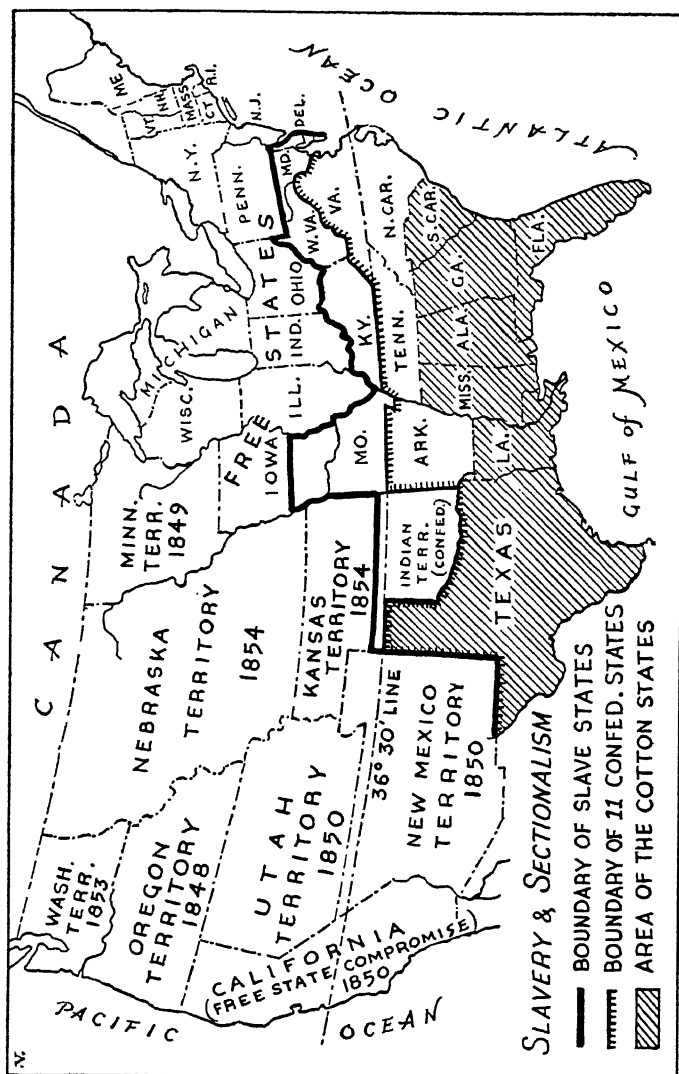 CANADA
WASH.
TERR.
1853
OREGON
TERRITORY
1848
NEBRASKA
TERRITORY
1854
MINN.
TERR.
1849
WISC.
MICHIGAN
ME.
VT.
N.H.
MASS.
CT.
R.I.
N.Y.
N.J.
PENN.
FREE STATES
IOWA
ILL.
IND.
OHIO
MD.
DEL.
W.VA.
VA.
UTAH
TERRITORY
1850
KANSAS
TERRITORY
1854
MO.
KY.
CALIFORNIA
(FREE STATE, COMPROMISE)
1850
36° 30' LINE
NEW MEXICO
TERRITORY
1850
INDIAN
TERR.
(CONFED)
ARK.
TENN.
N.CAR.
S.CAR.
TEXAS
LA.
MISS.
ALA.
GA.
FLA.
PACIFIC
OCEAN
GULF of MEXICO
ATLANTIC OCEAN
SLAVERY & SECTIONALISM
BOUNDARY OF SLAVE STATES
BOUNDARY OF 11 CONFED. STATES
AREA OF THE COTTON STATES